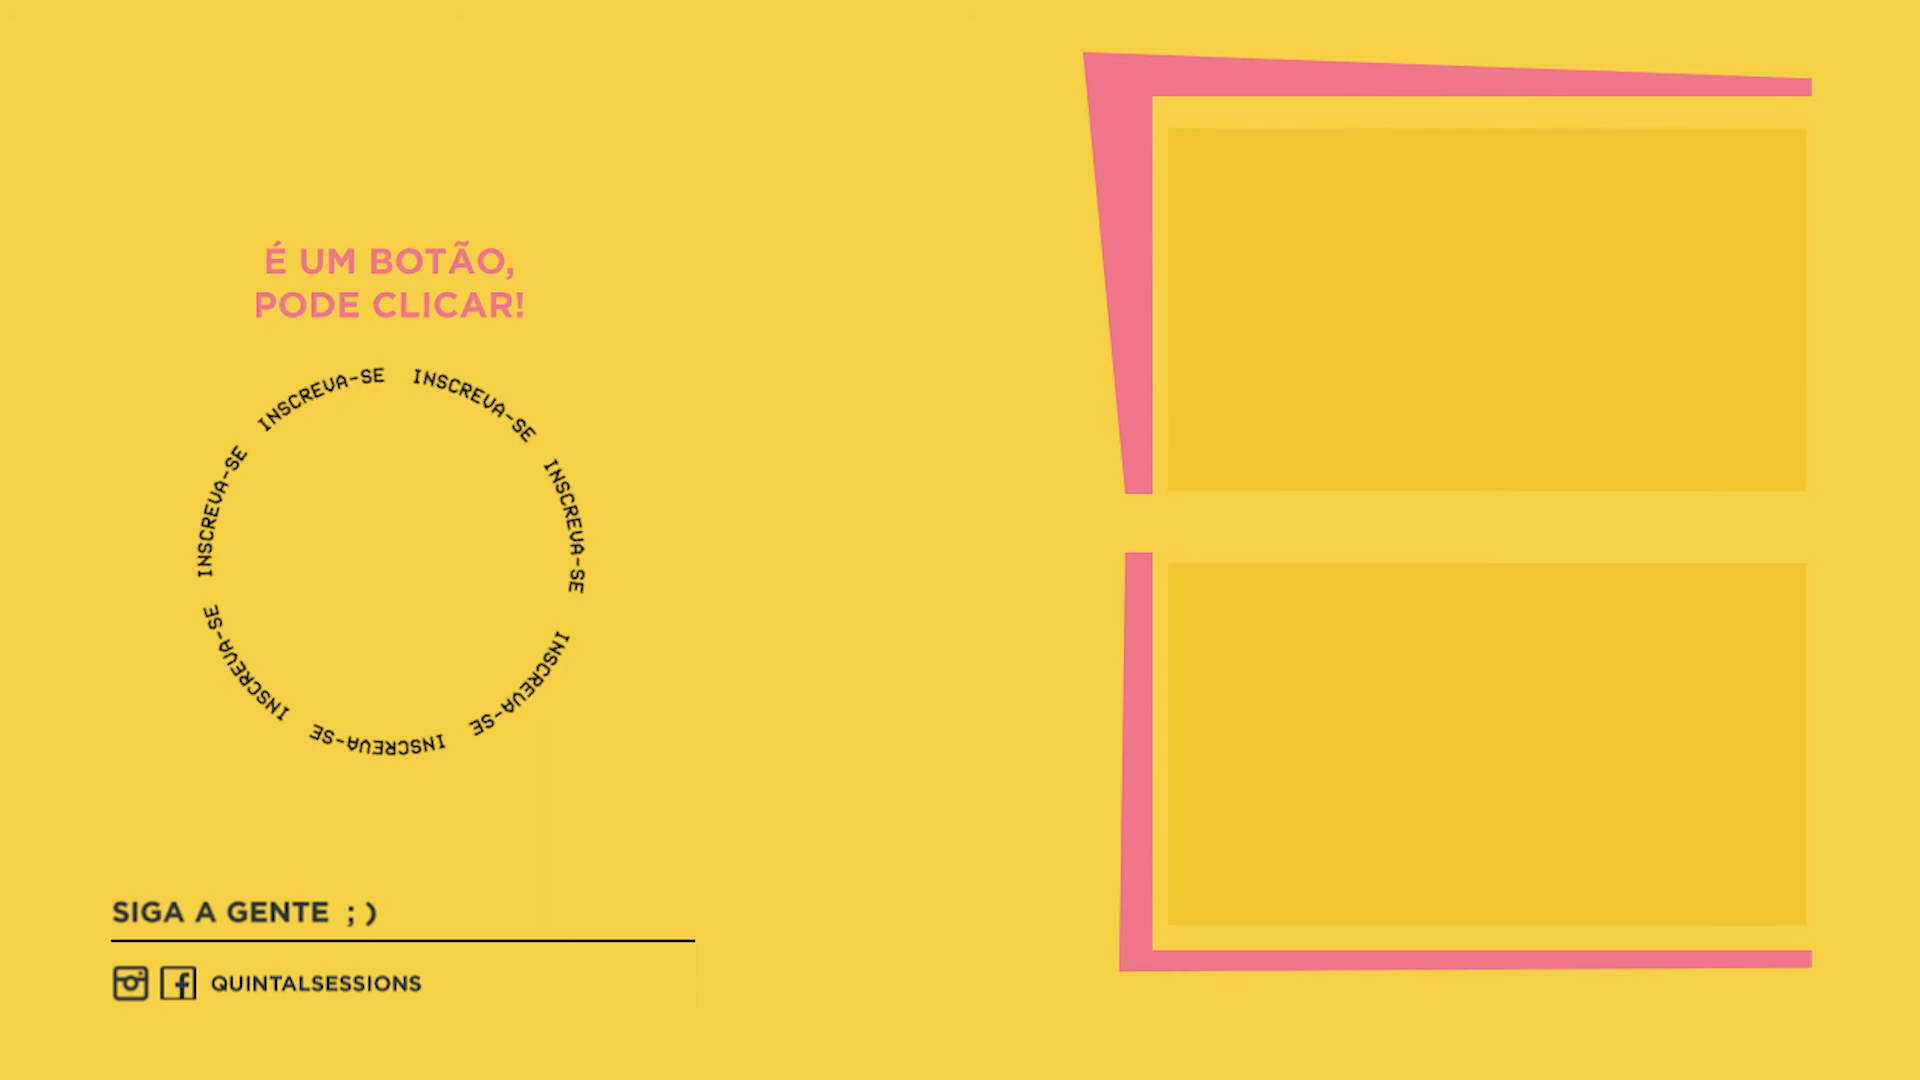 É UM BOTÃO,
PODE CLICAR!
INSCREVA-SE
INSCREVA-SE
INSCREVA-SE
INSCREVA-SE
INSCREVA-SE
INSCREVA-SE
INSCREVA-SE
SIGA A GENTE ; )
QUINTALSESSIONS